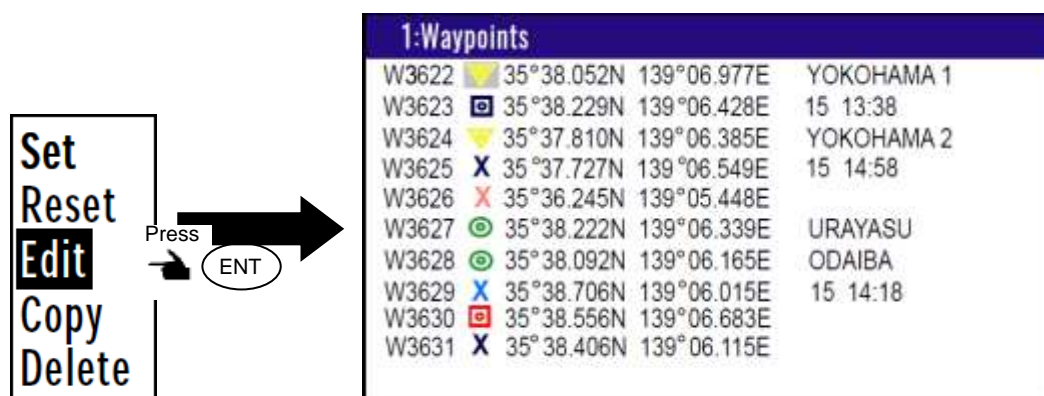 Set
Reset
Edit
Copy
Delete
Press
ENT
1:Waypoints
W3622 35°38.052N 139°06.977E YOKOHAMA 1
W3623 35°38.229N 139°06.428E 15 13:38
W3624 35°37.810N 139°06.385E YOKOHAMA 2
W3625 X 35°37.727N 139°06.549E 15 14:58
W3626 X 35°36.245N 139°05.448E
W3627 35°38.222N 139°06.339E URAYASU
W3628 35°38.092N 139°06.165E ODAIBA
W3629 X 35°38.706N 139°06.015E 15 14:18
W3630 35°38.556N 139°06.683E
W3631 X 35°38.406N 139°06.115E